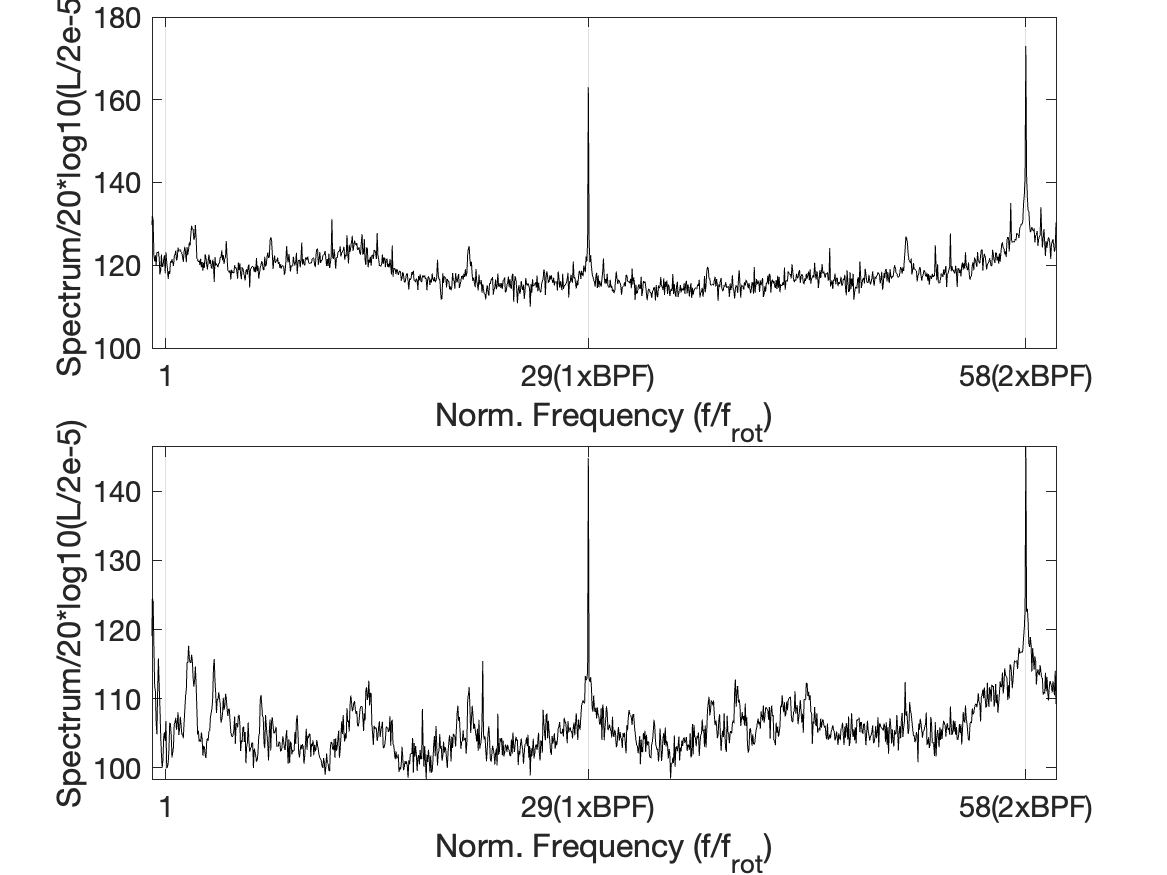 Spectrum/20*log10(L/2e-5
180
160
140
120
100
1
29(1xBPF)
58(2xBPF)
Norm. Frequency (f/f_rot)
Spectrum/20*log10(L/2e-5)
140
130
120
110
100
1
29(1xBPF)
58(2xBPF)
Norm. Frequency (f/f_rot)